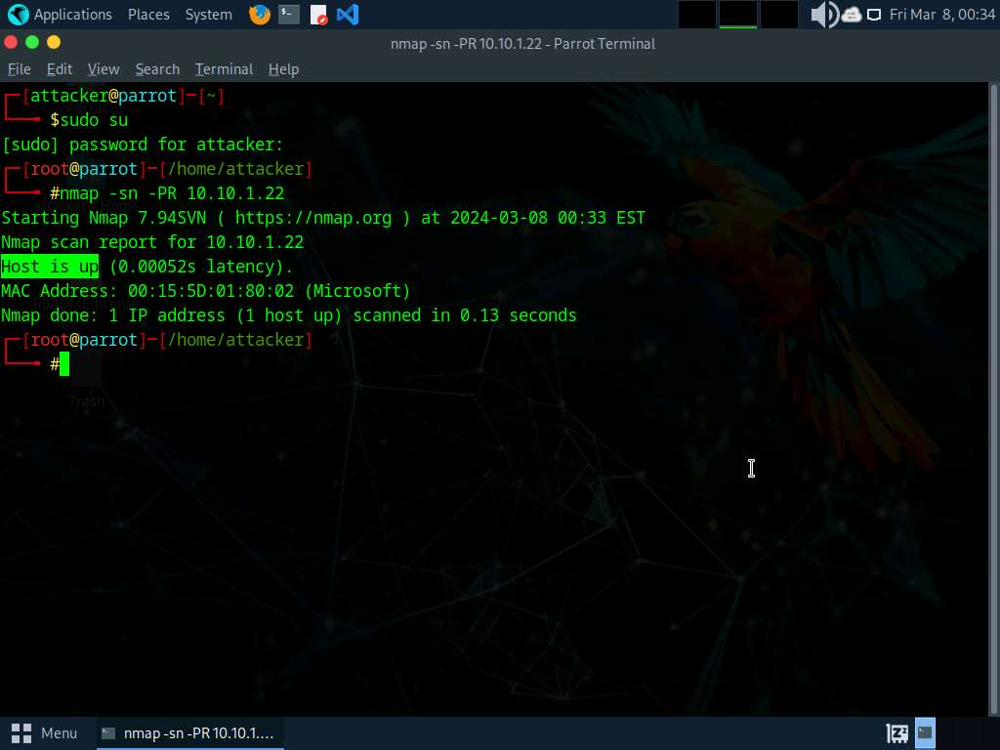 Applications Places System Fri Mar 8, 00:34
nmap -sn -PR 10.10.1.22 - Parrot Terminal
File Edit View Search Terminal Help
┌─[attacker@parrot]─[~]
└──╼ $sudo su
[sudo] password for attacker:
┌─[root@parrot]─[/home/attacker]
└──╼ #nmap -sn -PR 10.10.1.22
Starting Nmap 7.94SVN ( https://nmap.org ) at 2024-03-08 00:33 EST
Nmap scan report for 10.10.1.22
Host is up (0.00052s latency).
MAC Address: 00:15:5D:01:80:02 (Microsoft)
Nmap done: 1 IP address (1 host up) scanned in 0.13 seconds
┌─[root@parrot]─[/home/attacker]
└──╼ #
Trash
Menu nmap -sn -PR 10.10.1....